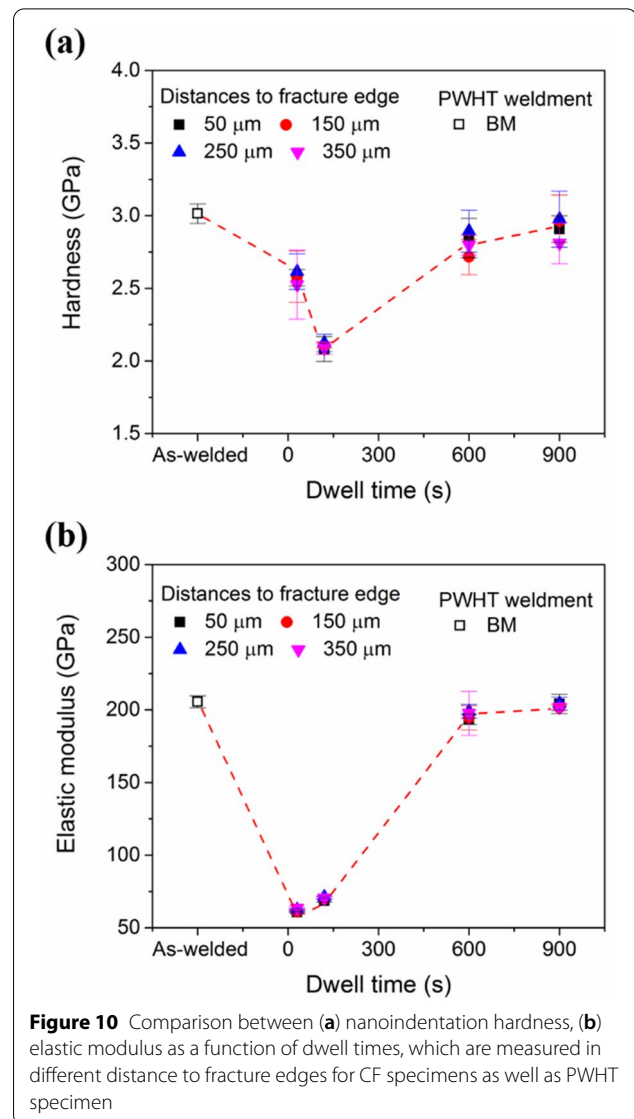 (a)
4.0
Distances to fracture edge PWHT weldment
50 μm 150 μm BM
250 μm 350 μm
3.5
3.0
2.5
2.0
1.5
Hardness (GPa)
As-welded 0 300 600 900
Dwell time (s)
(b)
300
Distances to fracture edge PWHT weldment
50 μm 150 μm BM
250 μm 350 μm
250
200
150
100
50
Elastic modulus (GPa)
As-welded 0 300 600 900
Dwell time (s)
Figure 10 Comparison between (a) nanoindentation hardness, (b)
elastic modulus as a function of dwell times, which are measured in
different distance to fracture edges for CF specimens as well as PWHT
specimen